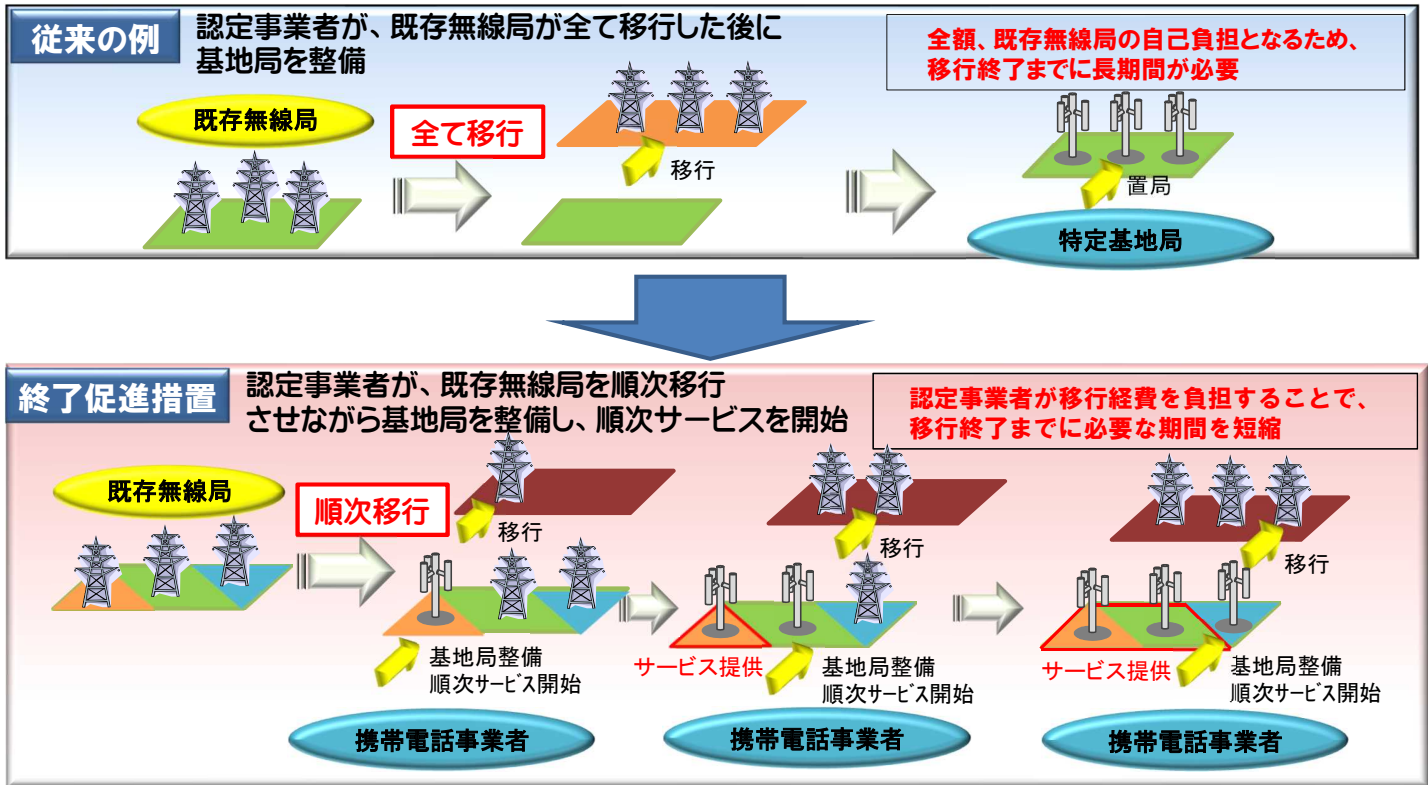 従来の例
認定事業者が、既存無線局が全て移行した後に
基地局を整備
全額、既存無線局の自己負担となるため、
移行終了までに長期間が必要
既存無線局
全て移行
移行
置局
特定基地局
終了促進措置
認定事業者が、既存無線局を順次移行
させながら基地局を整備し、順次サービスを開始
認定事業者が移行経費を負担することで、
移行終了までに必要な期間を短縮
既存無線局
順次移行
移行
移行
移行
基地局整備
順次サービス開始
サービス提供
基地局整備
順次サービス開始
サービス提供
基地局整備
順次サービス開始
携帯電話事業者
携帯電話事業者
携帯電話事業者